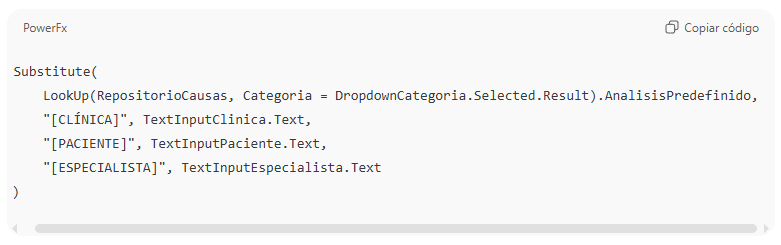 PowerFx
Copiar código
Substitute(
    LookUp(RepositorioCausas, Categoria = DropdownCategoria.Selected.Result).AnalisisPredefinido,
    "[CLÍNICA]", TextInputClinica.Text,
    "[PACIENTE]", TextInputPaciente.Text,
    "[ESPECIALISTA]", TextInputEspecialista.Text
)